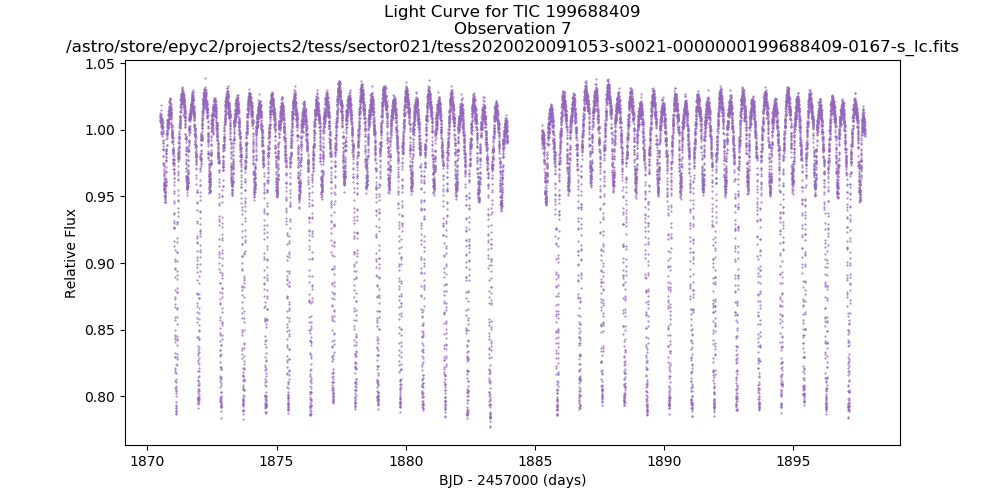 Light Curve for TIC 199688409
Observation 7
/astro/store/epyc2/projects2/tess/sector021/tess2020020091053-s0021-0000000199688409-0167-s_lc.fits
1.05
1.00
0.95
0.90
0.85
0.80
Relative Flux
1870
1875
1880
1885
1890
1895
BJD - 2457000 (days)